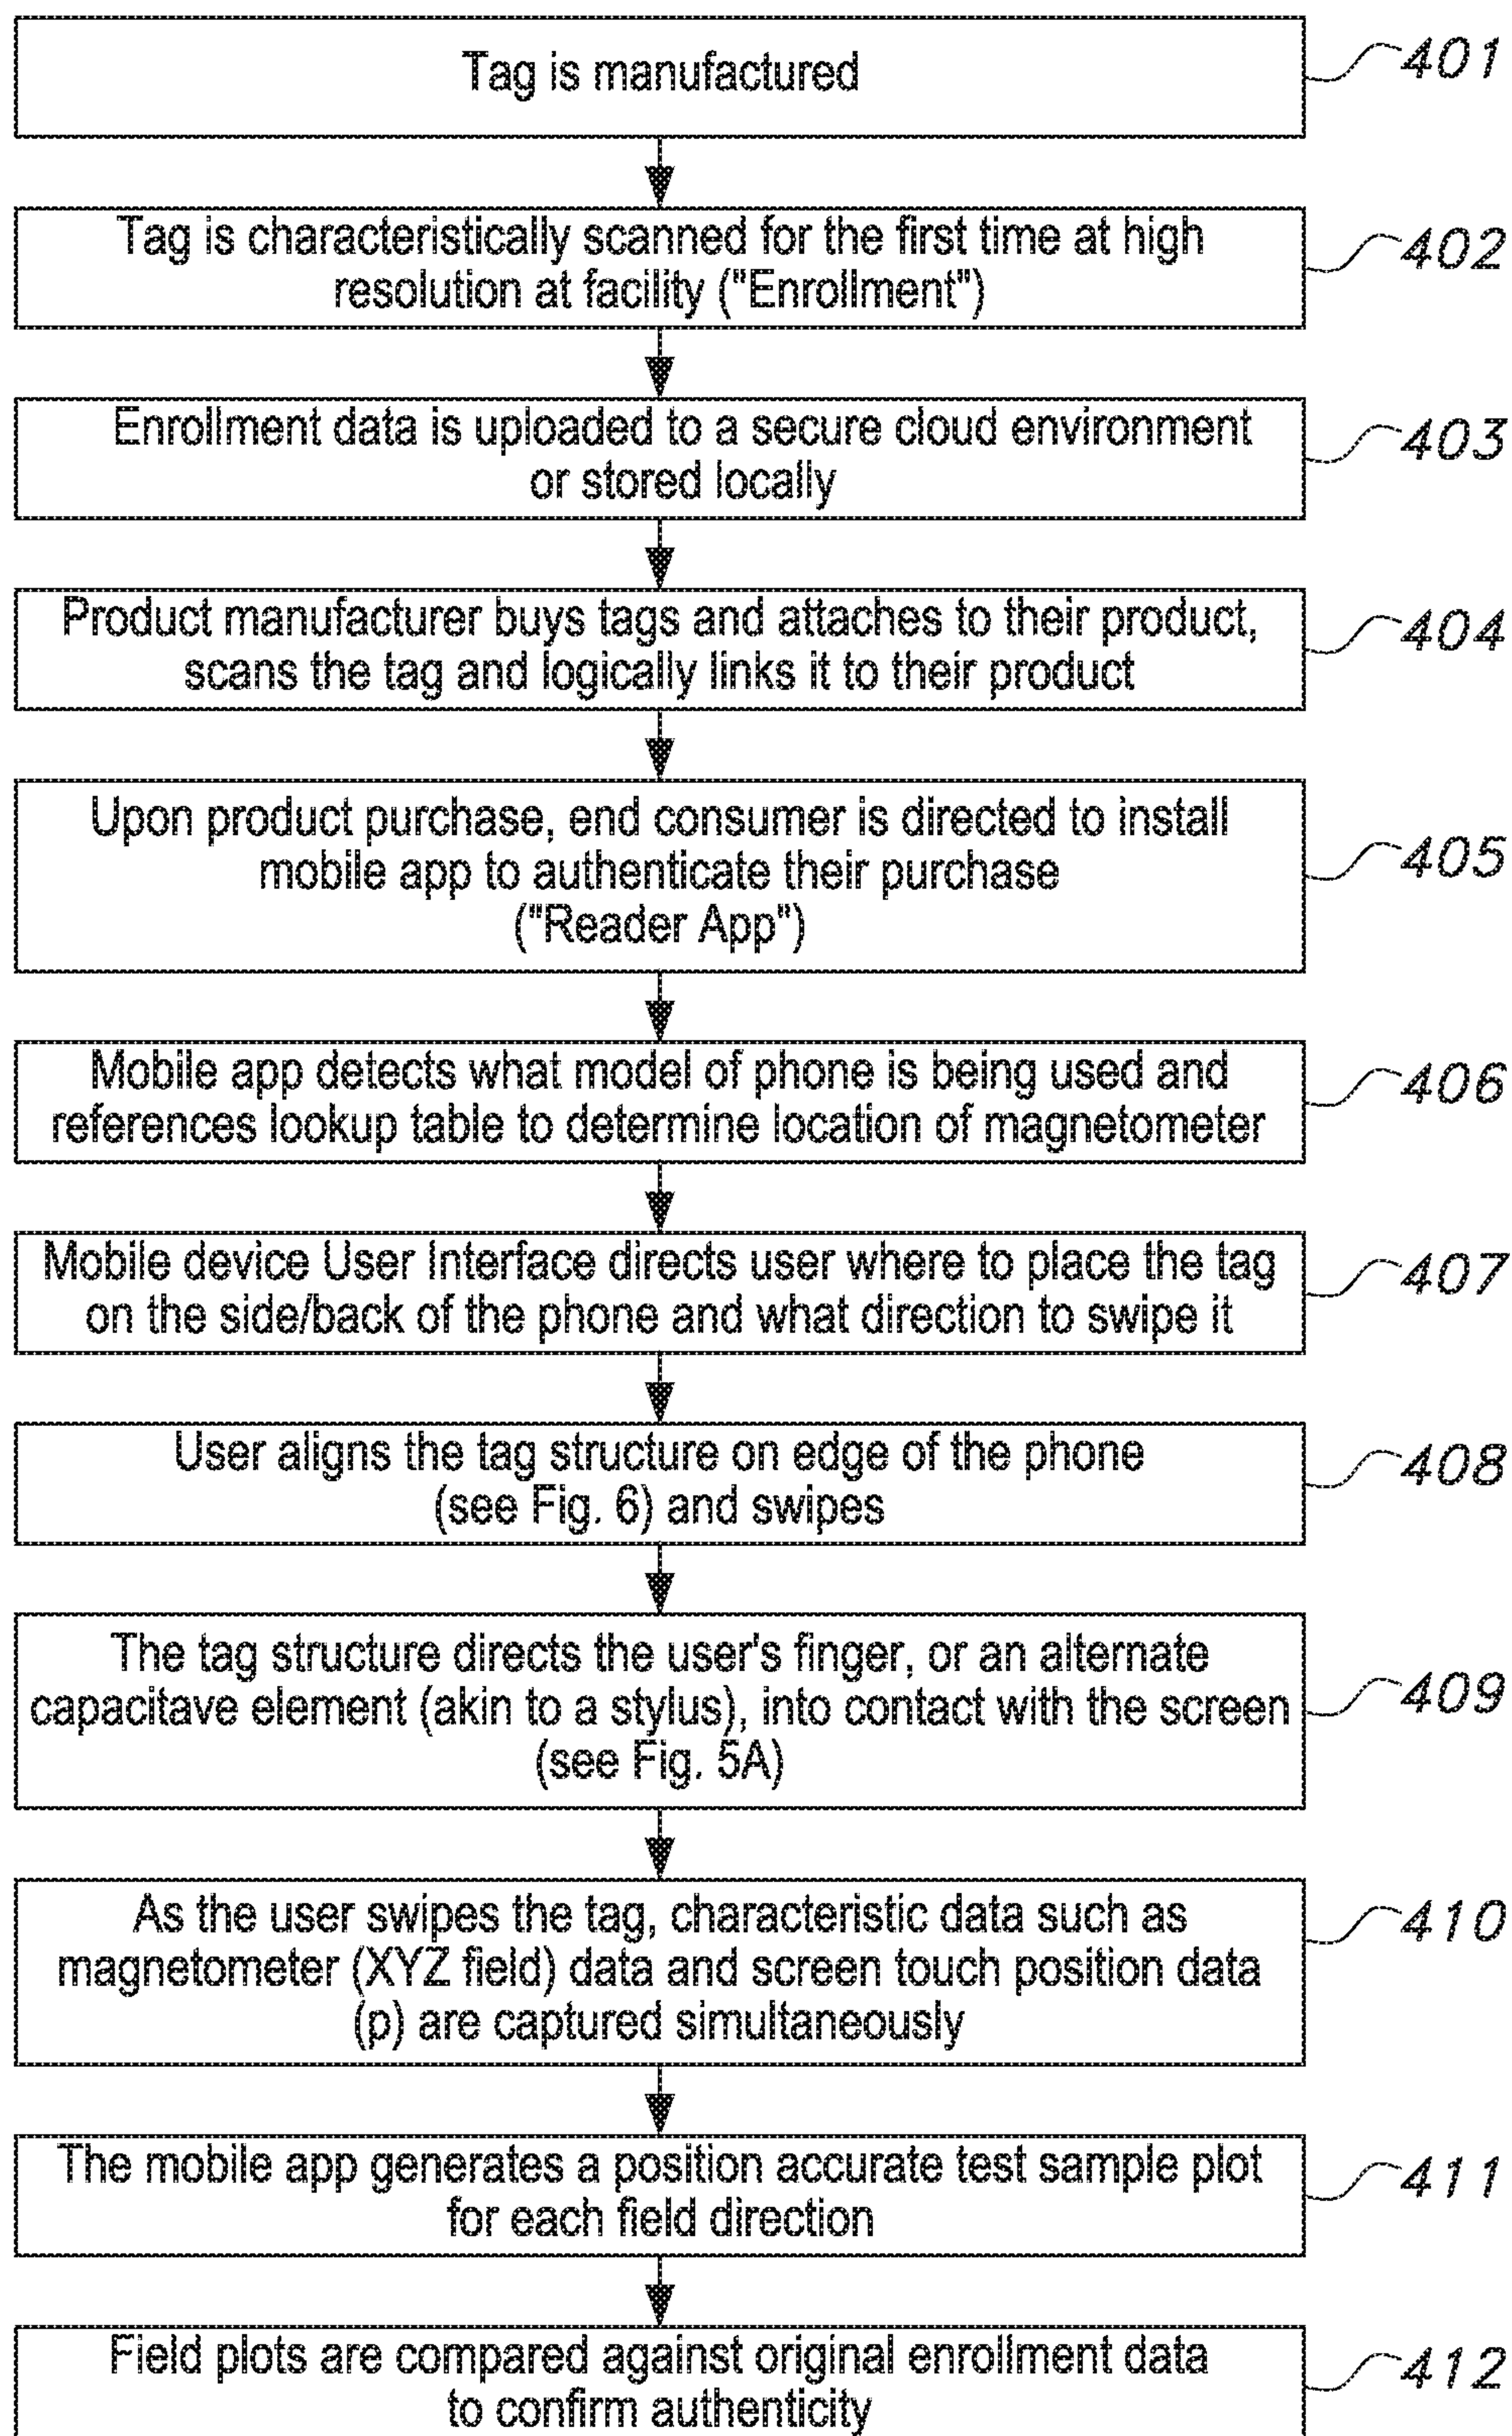 Tag is manufactured
401
Tag is characteristically scanned for the first time at high
resolution at facility ("Enrollment")
402
Enrollment data is uploaded to a secure cloud environment
or stored locally
403
Product manufacturer buys tags and attaches to their product,
scans the tag and logically links it to their product
404
Upon product purchase, end consumer is directed to install
mobile app to authenticate their purchase
("Reader App")
405
Mobile app detects what model of phone is being used and
references lookup table to determine location of magnetometer
406
Mobile device User Interface directs user where to place the tag
on the side/back of the phone and what direction to swipe it
407
User aligns the tag structure on edge of the phone
(see Fig. 6) and swipes
408
The tag structure directs the user's finger, or an alternate
capacitave element (akin to a stylus), into contact with the screen
(see Fig. 5A)
409
As the user swipes the tag, characteristic data such as
magnetometer (XYZ field) data and screen touch position data
(p) are captured simultaneously
410
The mobile app generates a position accurate test sample plot
for each field direction
411
Field plots are compared against original enrollment data
to confirm authenticity
412